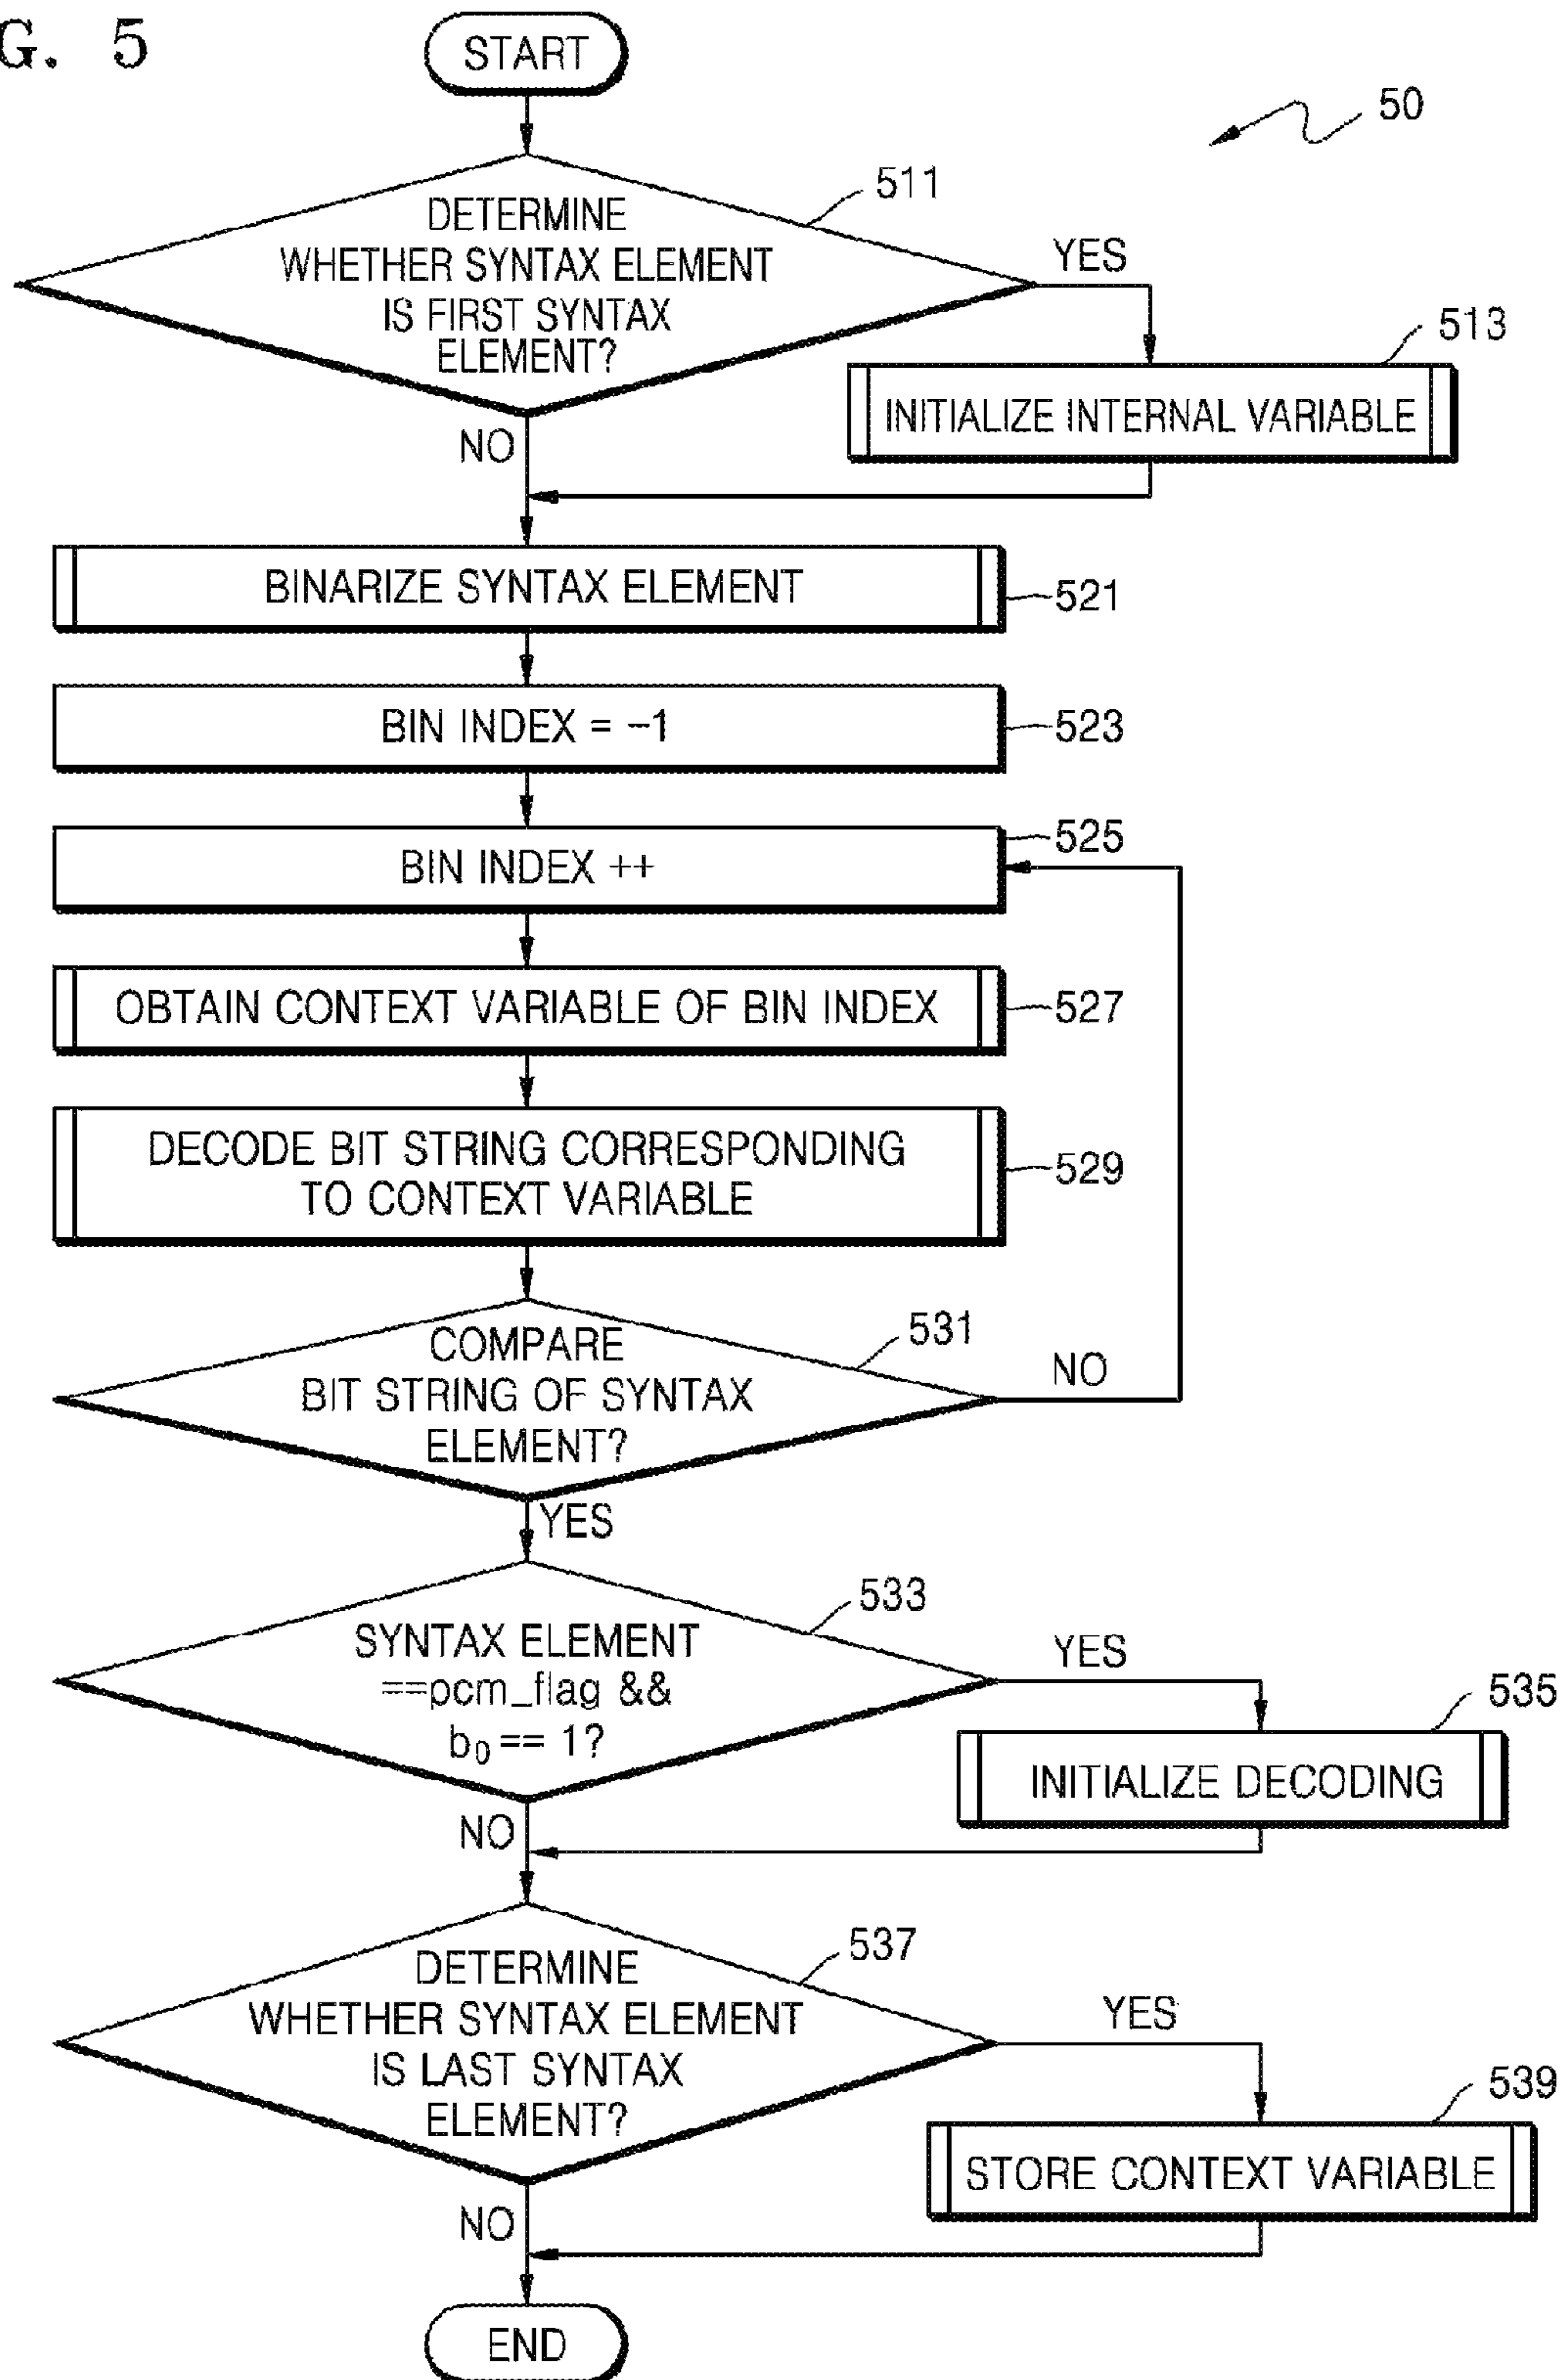 G. 5
START
50
511
DETERMINE
WHETHER SYNTAX ELEMENT
IS FIRST SYNTAX
ELEMENT?
YES
513
INITIALIZE INTERNAL VARIABLE
NO
BINARIZE SYNTAX ELEMENT
521
BIN INDEX = −1
523
BIN INDEX ++
525
OBTAIN CONTEXT VARIABLE OF BIN INDEX
527
DECODE BIT STRING CORRESPONDING
TO CONTEXT VARIABLE
529
531
COMPARE
BIT STRING OF SYNTAX
ELEMENT?
NO
YES
533
SYNTAX ELEMENT
==pcm_flag &&
b₀ == 1?
YES
535
INITIALIZE DECODING
NO
537
DETERMINE
WHETHER SYNTAX ELEMENT
IS LAST SYNTAX
ELEMENT?
YES
539
STORE CONTEXT VARIABLE
NO
END